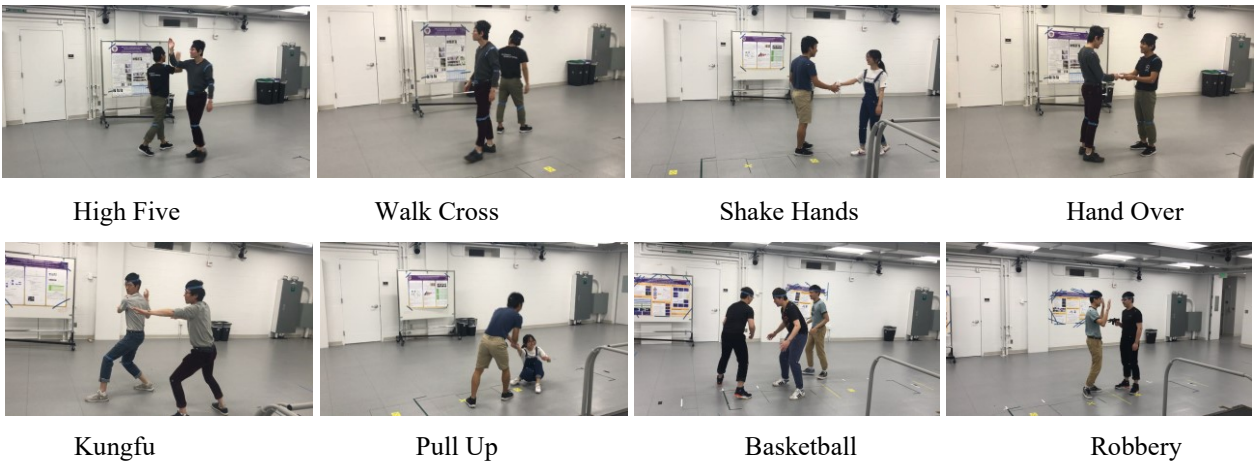 High Five
Walk Cross
Shake Hands
Hand Over
Kungfu
Pull Up
Basketball
Robbery